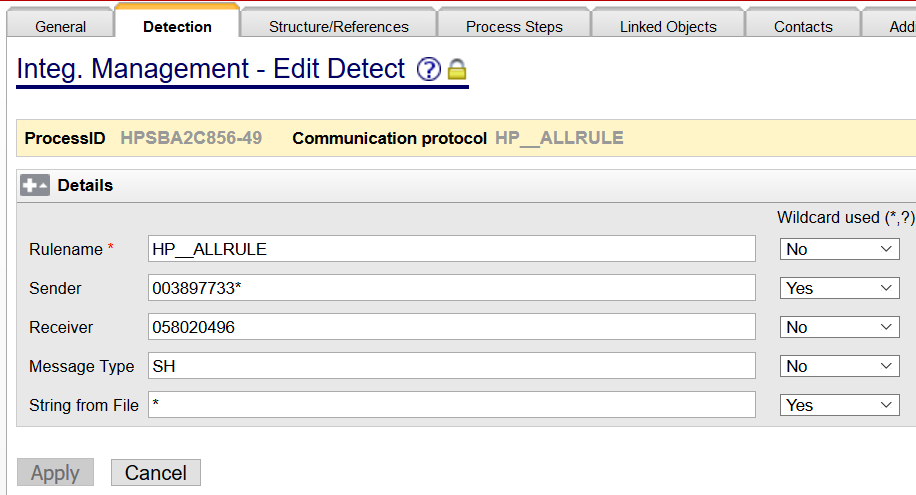 General Detection Structure/References Process Steps Linked Objects Contacts
Integ. Management - Edit Detect ?
ProcessID HPSBA2C856-49 Communication protocol HP__ALLRULE
Details
Wildcard used (*,?)
Rulename * HP__ALLRULE No
Sender 003897733* Yes
Receiver 058020496 No
Message Type SH No
String from File * Yes
Apply Cancel